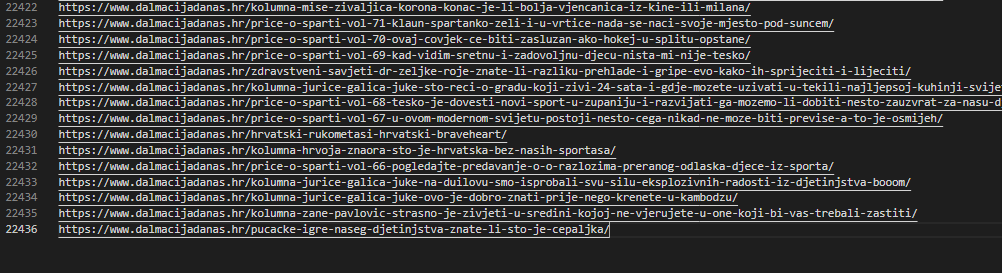 22422 https://www.dalmacijadanas.hr/kolumna-mise-zivaljica-korona-konac-je-li-bolja-vjencanica-iz-kine-ili-milana/
22423 https://www.dalmacijadanas.hr/price-o-sparti-vol-71-klaun-spartanko-zeli-i-u-vrtice-nada-se-naci-svoje-mjesto-pod-suncem/
22424 https://www.dalmacijadanas.hr/price-o-sparti-vol-70-ovaj-covjek-ce-biti-zasluzan-ako-hokej-u-splitu-opstane/
22425 https://www.dalmacijadanas.hr/price-o-sparti-vol-69-kad-vidim-sretnu-i-zadovoljnu-djecu-nista-mi-nije-tesko/
22426 https://www.dalmacijadanas.hr/zdravstveni-savjeti-dr-zeljke-roje-znate-li-razliku-prehlade-i-gripe-evo-kako-ih-sprijeciti-i-lijeciti/
22427 https://www.dalmacijadanas.hr/kolumna-jurice-galica-juke-sto-reci-o-gradu-koji-zivi-24-sata-i-gdje-mozete-uzivati-u-tekili-najljepsoj-kuhinji-svijet
22428 https://www.dalmacijadanas.hr/price-o-sparti-vol-68-tesko-je-dovesti-novi-sport-u-zupaniju-i-razvijati-ga-mozemo-li-dobiti-nesto-zauzvrat-za-nasu-d
22429 https://www.dalmacijadanas.hr/price-o-sparti-vol-67-u-ovom-modernom-svijetu-postoji-nesto-cega-nikad-ne-moze-biti-previse-a-to-je-osmijeh/
22430 https://www.dalmacijadanas.hr/hrvatski-rukometasi-hrvatski-braveheart/
22431 https://www.dalmacijadanas.hr/kolumna-hrvoja-znaora-sto-je-hrvatska-bez-nasih-sportasa/
22432 https://www.dalmacijadanas.hr/price-o-sparti-vol-66-pogledajte-predavanje-o-o-razlozima-preranog-odlaska-djece-iz-sporta/
22433 https://www.dalmacijadanas.hr/kolumna-jurice-galica-juke-na-duilovu-smo-isprobali-svu-silu-eksplozivnih-radosti-iz-djetinjstva-booom/
22434 https://www.dalmacijadanas.hr/kolumna-jurice-galica-juke-ovo-je-dobro-znati-prije-nego-krenete-u-kambodzu/
22435 https://www.dalmacijadanas.hr/kolumna-zane-pavlovic-strasno-je-zivjeti-u-sredini-kojoj-ne-vjerujete-u-one-koji-bi-vas-trebali-zastiti/
22436 https://www.dalmacijadanas.hr/pucacke-igre-naseg-djetinjstva-znate-li-sto-je-cepaljka/